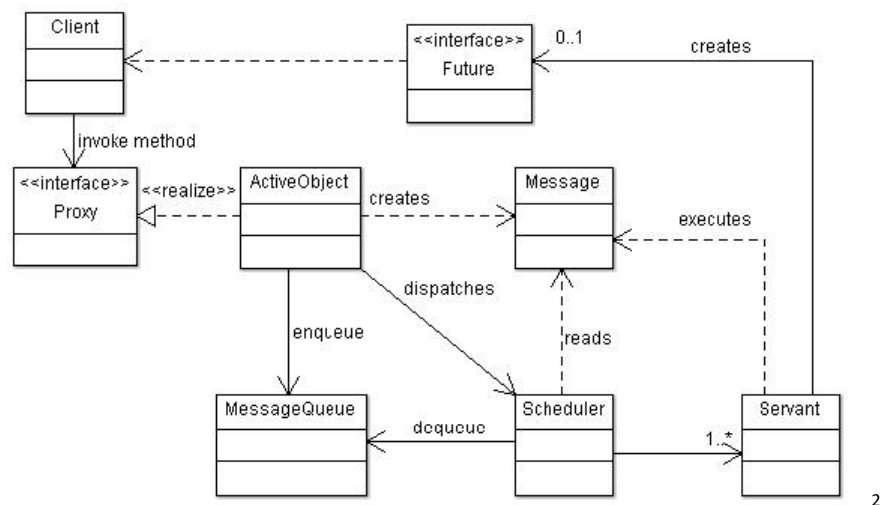 Client
<<interface>>
Future
0..1
creates
invoke method
<<interface>>
Proxy
<<realize>>
ActiveObject
creates
Message
executes
dispatches
enqueue
reads
MessageQueue
dequeue
Scheduler
1..*
Servant
2